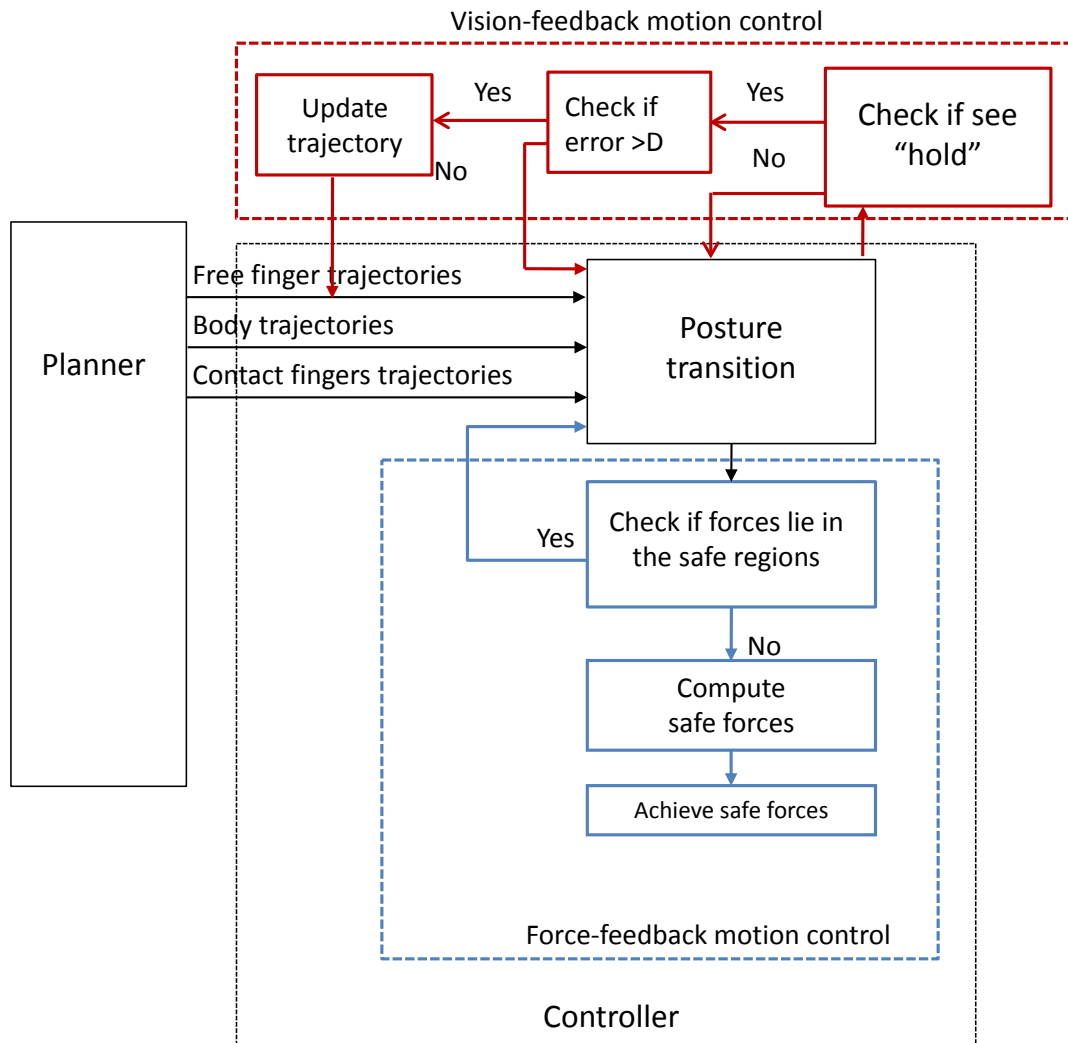 Vision-feedback motion control
Update
trajectory
Yes
Check if
error >D
Yes
Check if see
“hold”
No
No
Planner
Free finger trajectories
Body trajectories
Contact fingers trajectories
Posture
transition
Check if forces lie in
the safe regions
Yes
No
Compute
safe forces
Achieve safe forces
Force-feedback motion control
Controller